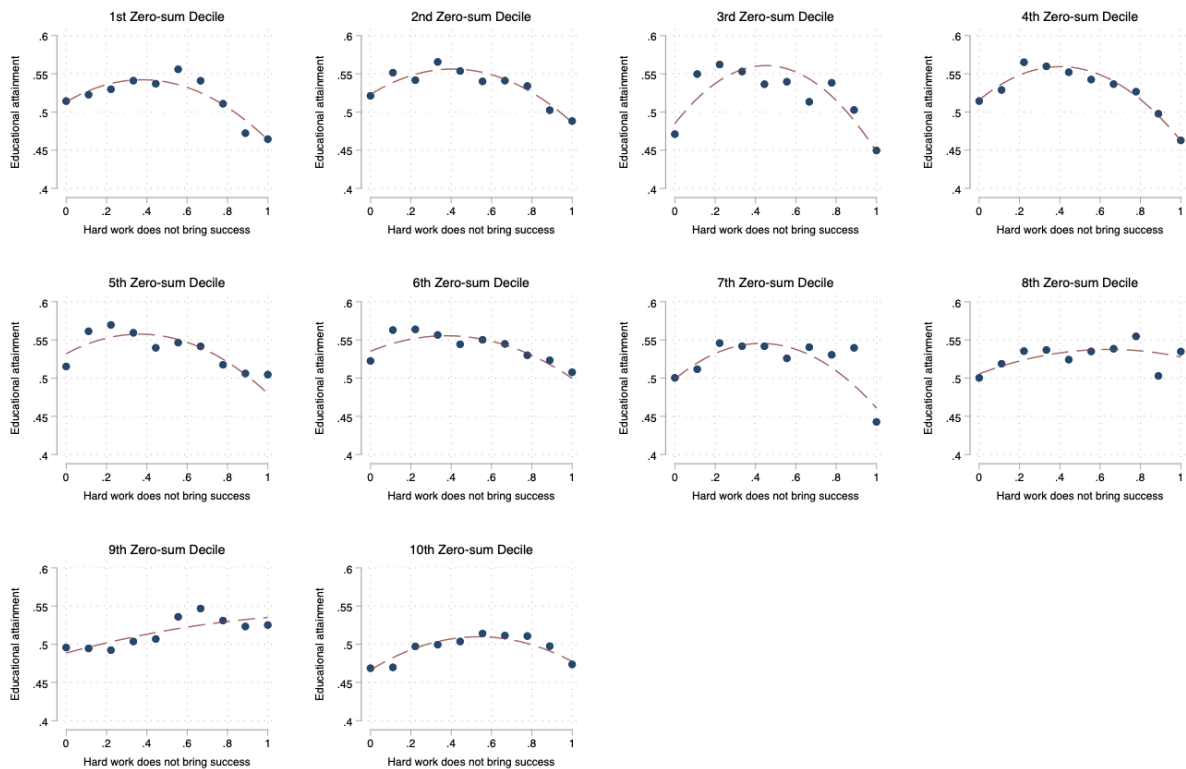 1st Zero-sum Decile
Educational attainment
.6
.55
.5
.45
.4
0 .2 .4 .6 .8 1
Hard work does not bring success
2nd Zero-sum Decile
Educational attainment
.6
.55
.5
.45
.4
0 .2 .4 .6 .8 1
Hard work does not bring success
3rd Zero-sum Decile
Educational attainment
.6
.55
.5
.45
.4
0 .2 .4 .6 .8 1
Hard work does not bring success
4th Zero-sum Decile
Educational attainment
.6
.55
.5
.45
.4
0 .2 .4 .6 .8 1
Hard work does not bring success
5th Zero-sum Decile
Educational attainment
.6
.55
.5
.45
.4
0 .2 .4 .6 .8 1
Hard work does not bring success
6th Zero-sum Decile
Educational attainment
.6
.55
.5
.45
.4
0 .2 .4 .6 .8 1
Hard work does not bring success
7th Zero-sum Decile
Educational attainment
.6
.55
.5
.45
.4
0 .2 .4 .6 .8 1
Hard work does not bring success
8th Zero-sum Decile
Educational attainment
.6
.55
.5
.45
.4
0 .2 .4 .6 .8 1
Hard work does not bring success
9th Zero-sum Decile
Educational attainment
.6
.55
.5
.45
.4
0 .2 .4 .6 .8 1
Hard work does not bring success
10th Zero-sum Decile
Educational attainment
.6
.55
.5
.45
.4
0 .2 .4 .6 .8 1
Hard work does not bring success